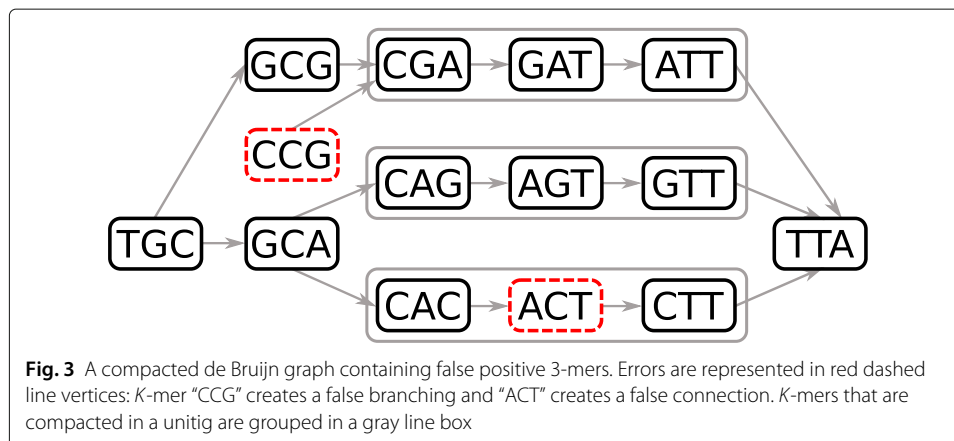 GCG CGA GAT ATT
CCG
CAG AGT GTT
TGC GCA TTA
CAC ACT CTT
Fig. 3 A compacted de Bruijn graph containing false positive 3-mers. Errors are represented in red dashed
line vertices: K-mer “CCG” creates a false branching and “ACT” creates a false connection. K-mers that are
compacted in a unitig are grouped in a gray line box